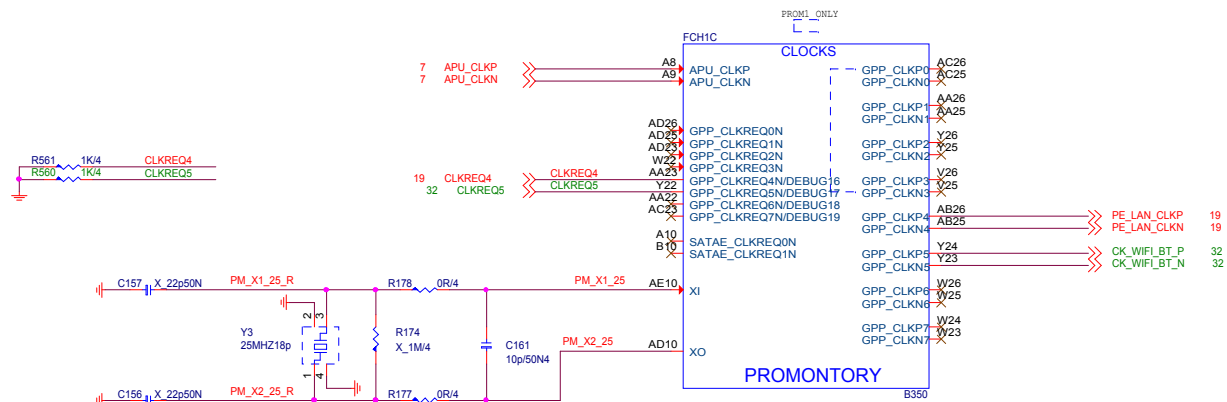 PROM1_ONLY
FCH1C
CLOCKS
7 APU_CLKP A8 APU_CLKP GPP_CLKP0 AC26
7 APU_CLKN A9 APU_CLKN GPP_CLKN0 AC25
GPP_CLKP1 AA26
GPP_CLKN1 AA25
AD26 GPP_CLKREQ0N
AD25 GPP_CLKREQ1N GPP_CLKP2 Y26
AD23 GPP_CLKREQ2N GPP_CLKN2 Y25
W22 GPP_CLKREQ3N
R561 1K/4 CLKREQ4
R560 1K/4 CLKREQ5
19 CLKREQ4 CLKREQ4 AA23 GPP_CLKREQ4N/DEBUG16 GPP_CLKP3 V26
32 CLKREQ5 CLKREQ5 Y22 GPP_CLKREQ5N/DEBUG17 GPP_CLKN3 V25
AA22 GPP_CLKREQ6N/DEBUG18
AC23 GPP_CLKREQ7N/DEBUG19 GPP_CLKP4 AB26 PE_LAN_CLKP 19
GPP_CLKN4 AB25 PE_LAN_CLKN 19
A10 SATAE_CLKREQ0N
B10 SATAE_CLKREQ1N GPP_CLKP5 Y24 CK_WIFI_BT_P 32
GPP_CLKN5 Y23 CK_WIFI_BT_N 32
C157 X_22p50N PM_X1_25_R R178 0R/4 PM_X1_25 AE10 XI GPP_CLKP6 W26
GPP_CLKN6 W25
2 3
Y3
25MHZ18p
R174
X_1M/4
C161
10p/50N4
GPP_CLKP7 W24
GPP_CLKN7 W23
PM_X2_25 AD10 XO
1 4
C156 X_22p50N PM_X2_25_R R177 0R/4
PROMONTORY
B350